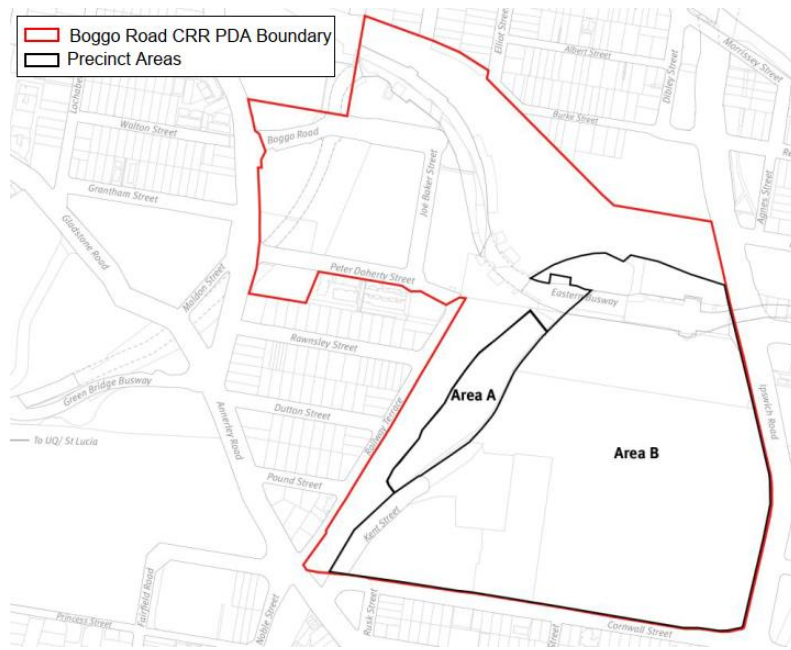 Boggo Road CRR PDA Boundary
Precinct Areas
Elliot Street
Albert Street
Morrissey Street
Dibley Street
Burke Street
Walton Street
Boggo Road
Joe Baker Street
Agnes Street
Grantham Street
Gladstone Road
Maldon Street
Peter Doherty Street
Eastern Busway
Rawnsley Street
Green Bridge Busway
Annerley Road
Dutton Street
Railway Terrace
Ipswich Road
Area A
Area B
To UQ/ St Lucia
Pound Street
Kent Street
Fairfield Road
Noble Street
Rusk Street
Princess Street
Cornwall Street